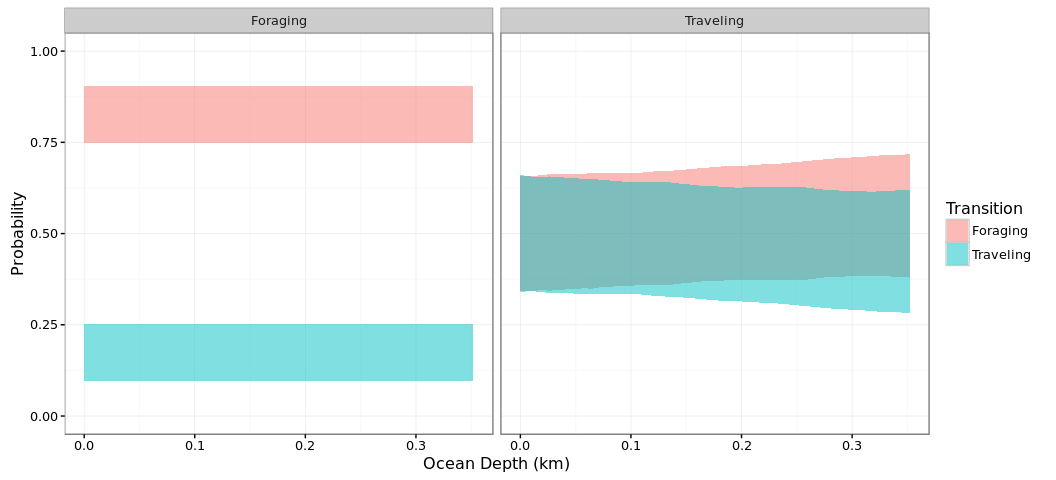 Foraging
Traveling
1.00
0.75
0.50
0.25
0.00
Probability
0.0 0.1 0.2 0.3
0.0 0.1 0.2 0.3
Ocean Depth (km)
Transition
Foraging
Traveling